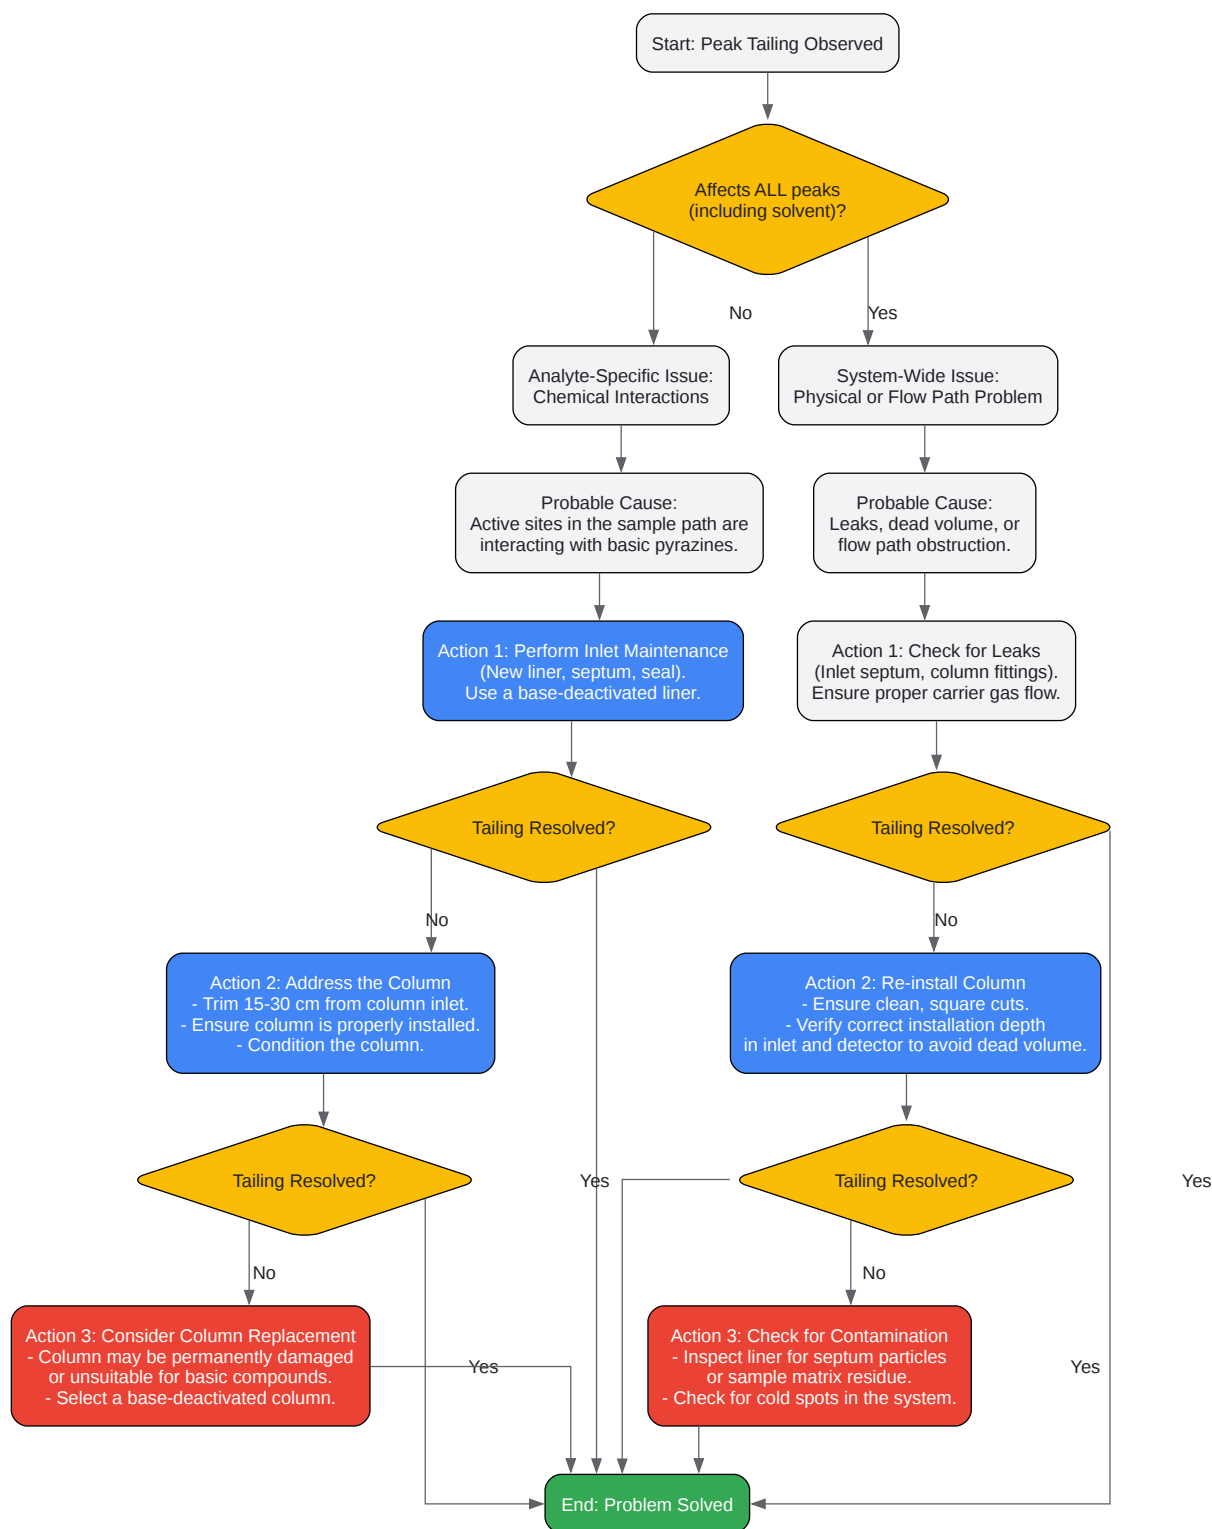 Start: Peak Tailing Observed
Affects ALL peaks
(including solvent)?
No
Yes
Analyte-Specific Issue:
Chemical Interactions
System-Wide Issue:
Physical or Flow Path Problem
Probable Cause:
Active sites in the sample path are
interacting with basic pyrazines.
Probable Cause:
Leaks, dead volume, or
flow path obstruction.
Action 1: Perform Inlet Maintenance
(New liner, septum, seal).
Use a base-deactivated liner.
Action 1: Check for Leaks
(Inlet septum, column fittings).
Ensure proper carrier gas flow.
Tailing Resolved?
Tailing Resolved?
No
No
Action 2: Address the Column
- Trim 15-30 cm from column inlet.
- Ensure column is properly installed.
- Condition the column.
Action 2: Re-install Column
- Ensure clean, square cuts.
- Verify correct installation depth
in inlet and detector to avoid dead volume.
Tailing Resolved?
Yes
Tailing Resolved?
Yes
No
No
Action 3: Consider Column Replacement
- Column may be permanently damaged
or unsuitable for basic compounds.
- Select a base-deactivated column.
Yes
Action 3: Check for Contamination
- Inspect liner for septum particles
or sample matrix residue.
- Check for cold spots in the system.
Yes
End: Problem Solved